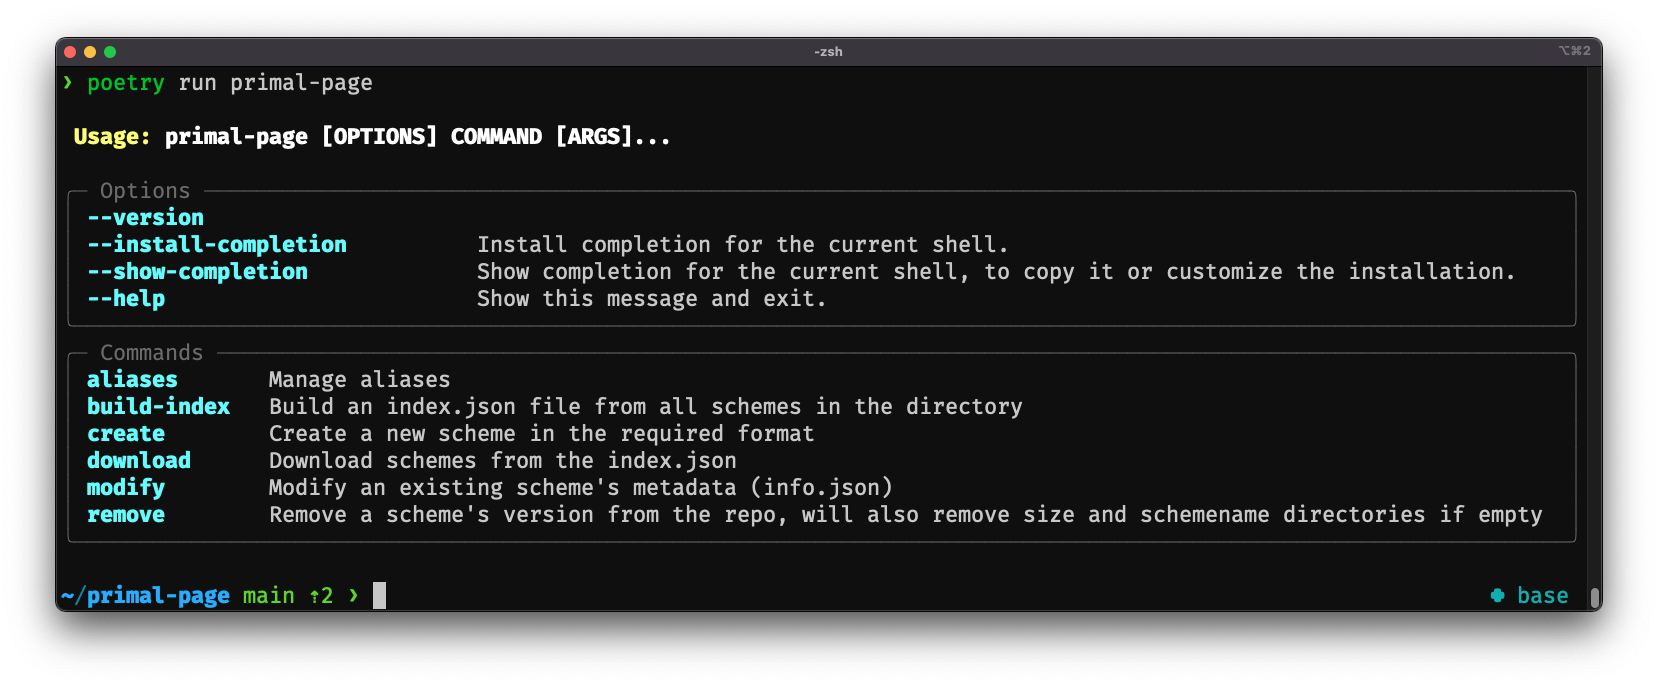 -zsh
⌥⌘2
❯ poetry run primal-page
Usage: primal-page [OPTIONS] COMMAND [ARGS]...
Options
--version
--install-completion Install completion for the current shell.
--show-completion Show completion for the current shell, to copy it or customize the installation.
--help Show this message and exit.
Commands
aliases Manage aliases
build-index Build an index.json file from all schemes in the directory
create Create a new scheme in the required format
download Download schemes from the index.json
modify Modify an existing scheme's metadata (info.json)
remove Remove a scheme's version from the repo, will also remove size and schemename directories if empty
~/primal-page main ⇡2 ❯ base